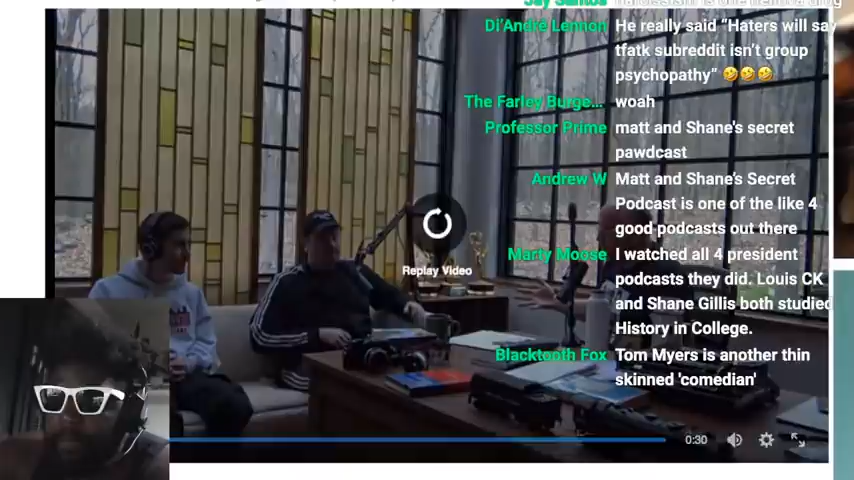 Jay Santos
Di'André Lennon He really said “Haters will say
tfatk subreddit isn’t group
psychopathy” 🤣🤣🤣
The Farley Burge... woah
Professor Prime matt and Shane's secret
pawdcast
Andrew W Matt and Shane’s Secret
Podcast is one of the like 4
good podcasts out there
Marty Moose I watched all 4 president
podcasts they did. Louis CK
and Shane Gillis both studied
History in College.
Blacktooth Fox Tom Myers is another thin
skinned 'comedian'
Replay Video
0:30